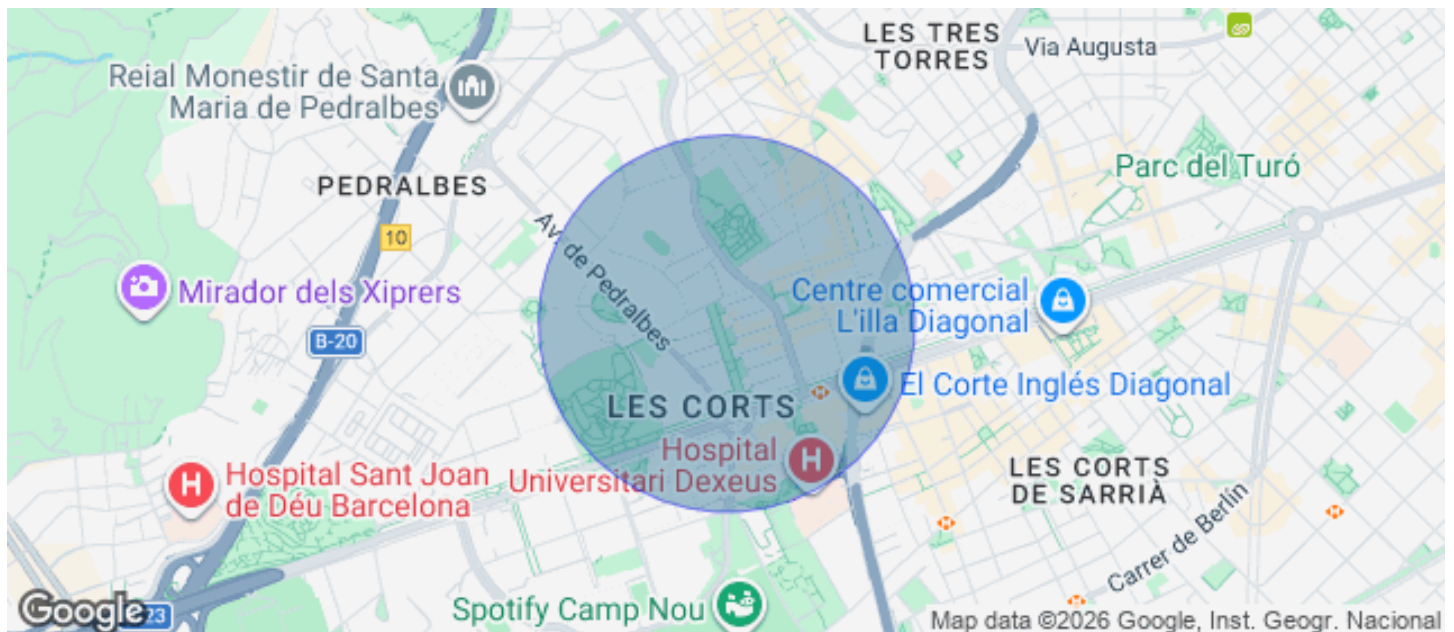 LES TRES
TORRES
Via Augusta
Reial Monestir de Santa
Maria de Pedralbes
Parc del Turó
PEDRALBES
10
Av. de Pedralbes
Mirador dels Xiprers
Centre comercial
L'illa Diagonal
B-20
El Corte Inglés Diagonal
LES CORTS
Hospital
Universitari Dexeus
Hospital Sant Joan
de Déu Barcelona
LES CORTS
DE SARRIÀ
Carrer de Berlín
Spotify Camp Nou
Google
23
Map data ©2026 Google, Inst. Geogr. Nacional